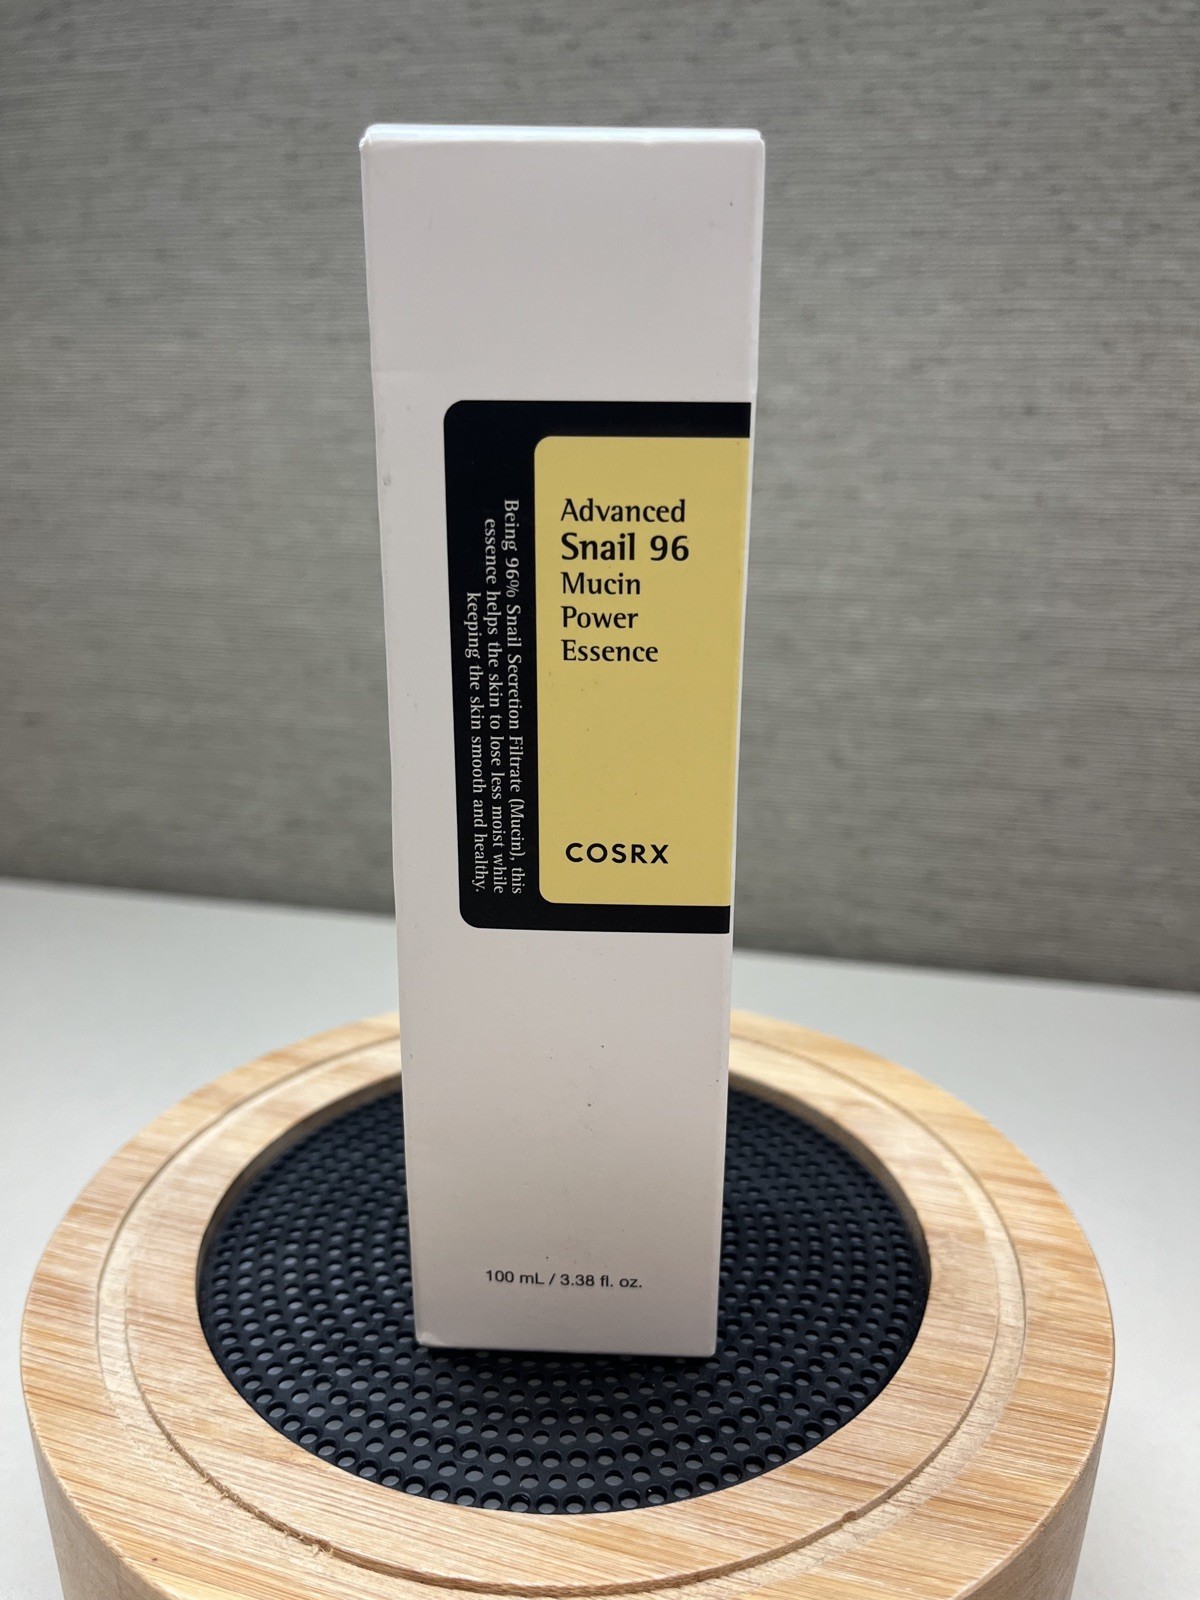 Advanced
Snail 96
Mucin
Power
Essence
COSRX
Being 96% Snail Secretion Filtrate (Mucin), this
essence helps the skin to lose less moist while
keeping the skin smooth and healthy.
100 mL / 3.38 fl. oz.